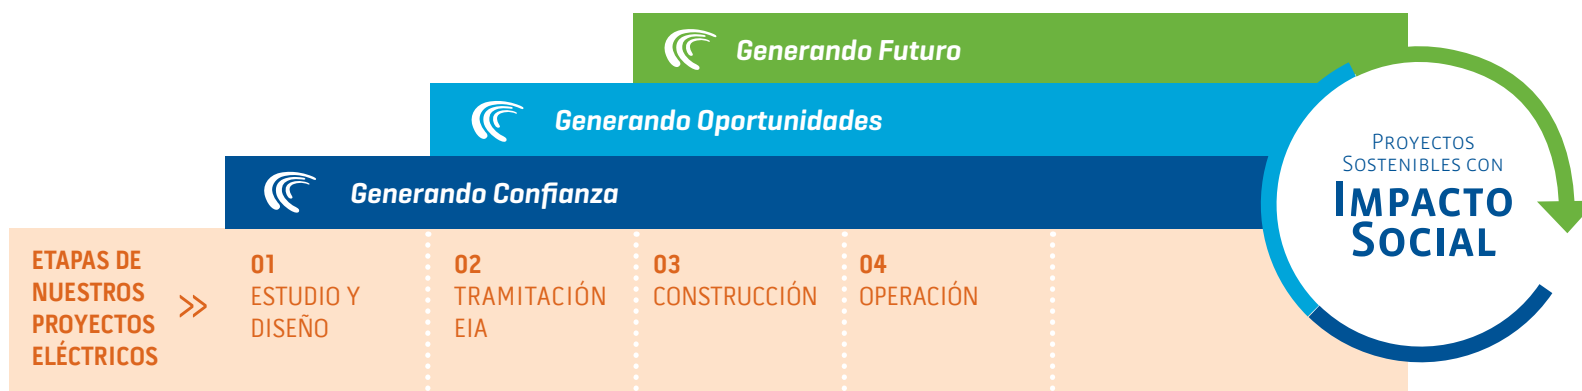 Generando Futuro
Generando Oportunidades
Generando Confianza
PROYECTOS
SOSTENIBLES CON
IMPACTO
SOCIAL
ETAPAS DE
NUESTROS
PROYECTOS
ELÉCTRICOS
>>
01
ESTUDIO Y
DISEÑO
02
TRAMITACIÓN
EIA
03
CONSTRUCCIÓN
04
OPERACIÓN